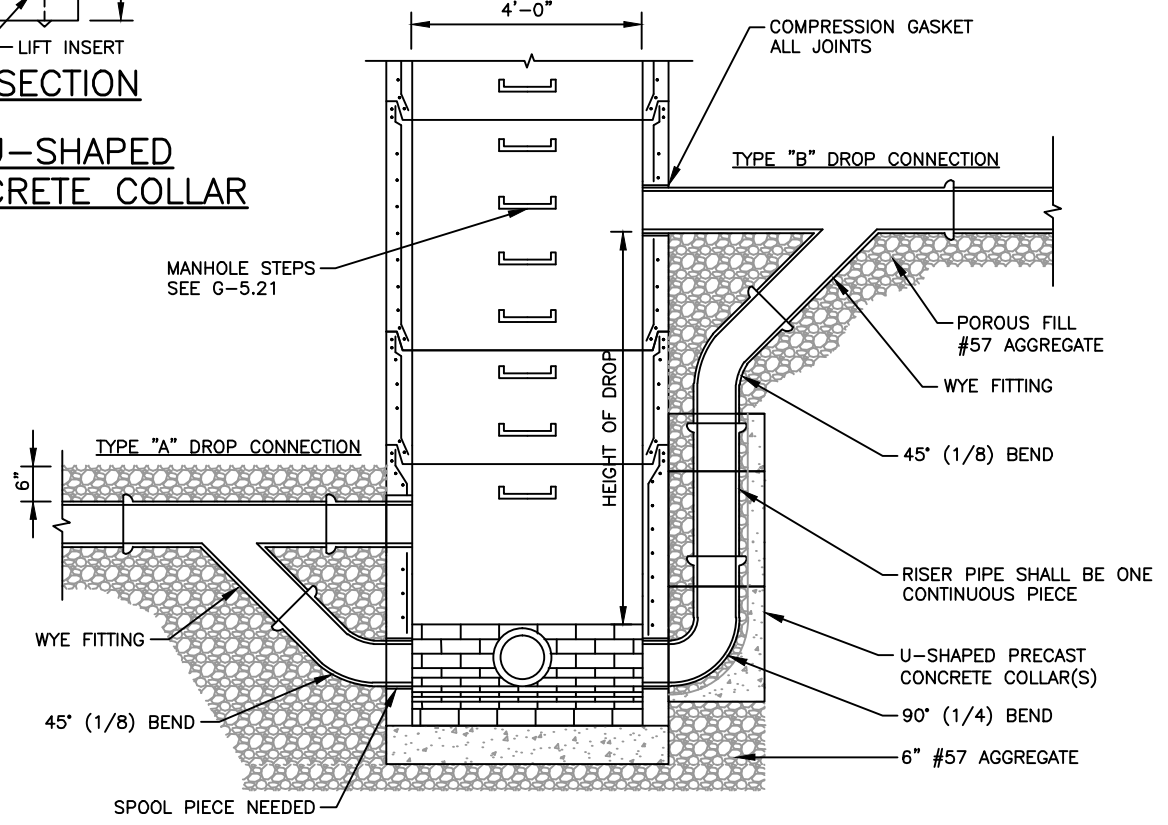 LIFT INSERT
SECTION
U-SHAPED
COLLAR
4'-0"
COMPRESSION GASKET
ALL JOINTS
TYPE "B" DROP CONNECTION
MANHOLE STEPS
SEE G-5.21
POROUS FILL
#57 AGGREGATE
WYE FITTING
HEIGHT OF DROP
45° (1/8) BEND
TYPE "A" DROP CONNECTION
6"
RISER PIPE SHALL BE ONE
CONTINUOUS PIECE
WYE FITTING
U-SHAPED PRECAST
CONCRETE COLLAR(S)
45° (1/8) BEND
90° (1/4) BEND
6" #57 AGGREGATE
SPOOL PIECE NEEDED